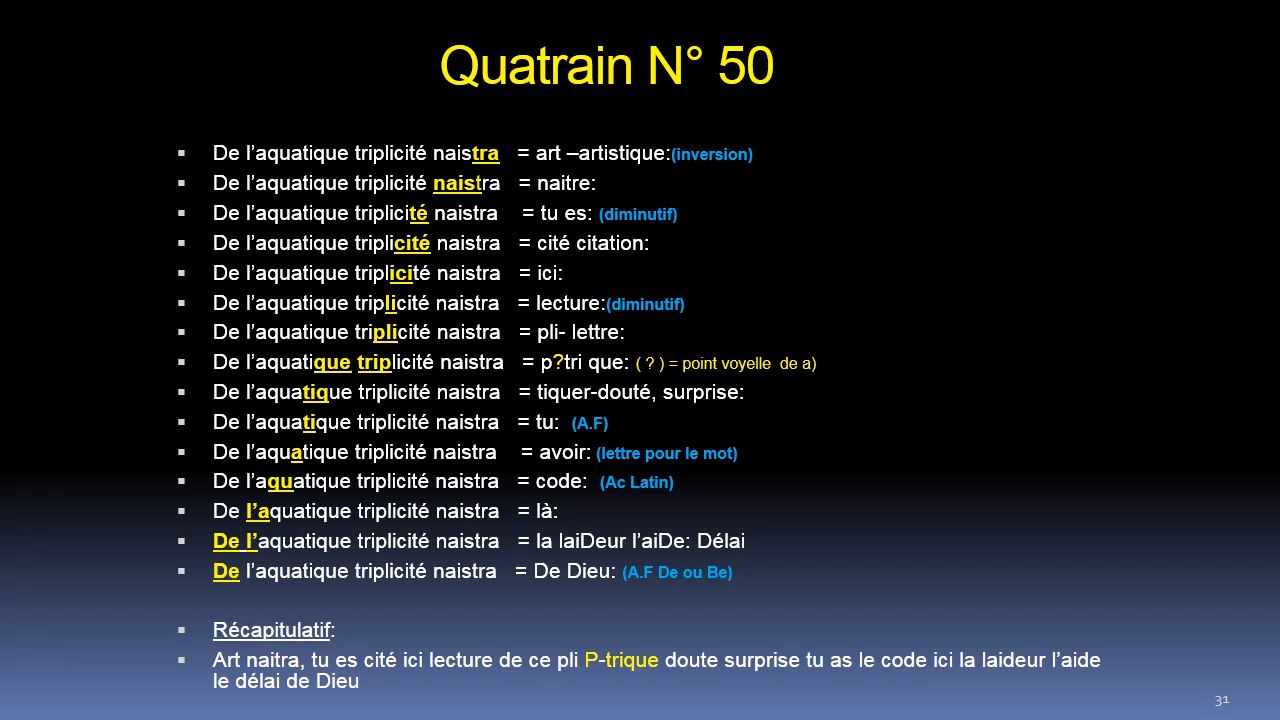 Quatrain N° 50
De l’aquatique triplicité naistra = art –artistique:(inversion)
De l’aquatique triplicité naistra = naitre:
De l’aquatique triplicité naistra = tu es: (diminutif)
De l’aquatique triplicité naistra = cité citation:
De l’aquatique triplicité naistra = ici:
De l’aquatique triplicité naistra = lecture:(diminutif)
De l’aquatique triplicité naistra = pli- lettre:
De l’aquatique triplicité naistra = p?tri que: ( ? ) = point voyelle de a)
De l’aquatique triplicité naistra = tiquer-douté, surprise:
De l’aquatique triplicité naistra = tu: (A.F)
De l’aquatique triplicité naistra = avoir: (lettre pour le mot)
De l’aquatique triplicité naistra = code: (Ac Latin)
De l’aquatique triplicité naistra = là:
De l’aquatique triplicité naistra = la laiDeur l’aiDe: Délai
De l’aquatique triplicité naistra = De Dieu: (A.F De ou Be)
Récapitulatif:
Art naitra, tu es cité ici lecture de ce pli P-trique doute surprise tu as le code ici la laideur l’aide
le délai de Dieu
31